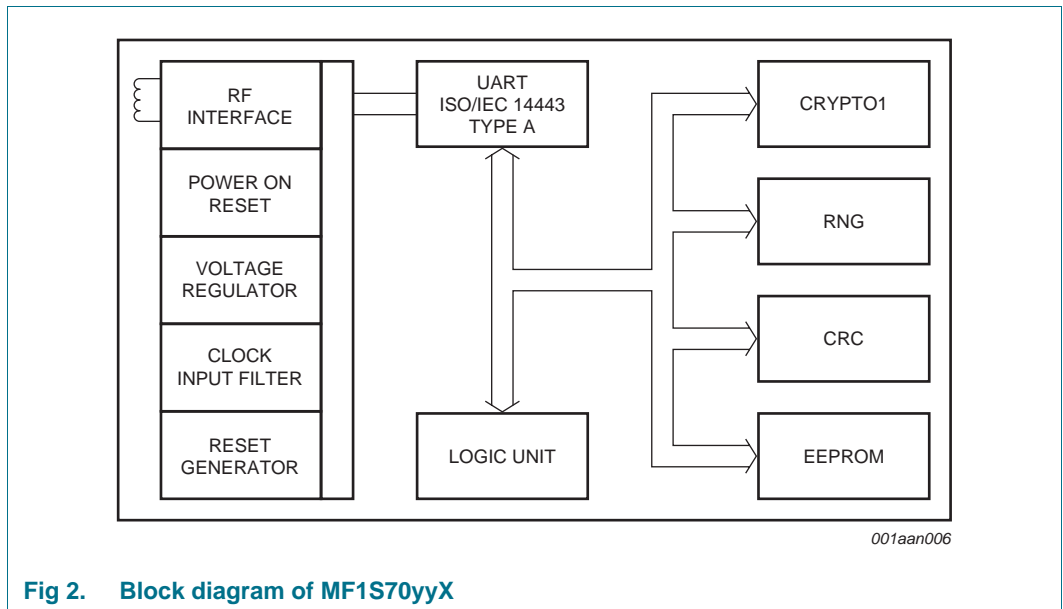 RF
INTERFACE
POWER ON
RESET
VOLTAGE
REGULATOR
CLOCK
INPUT FILTER
RESET
GENERATOR
UART
ISO/IEC 14443
TYPE A
LOGIC UNIT
CRYPTO1
RNG
CRC
EEPROM
001aan006
Fig 2. Block diagram of MF1S70yyX